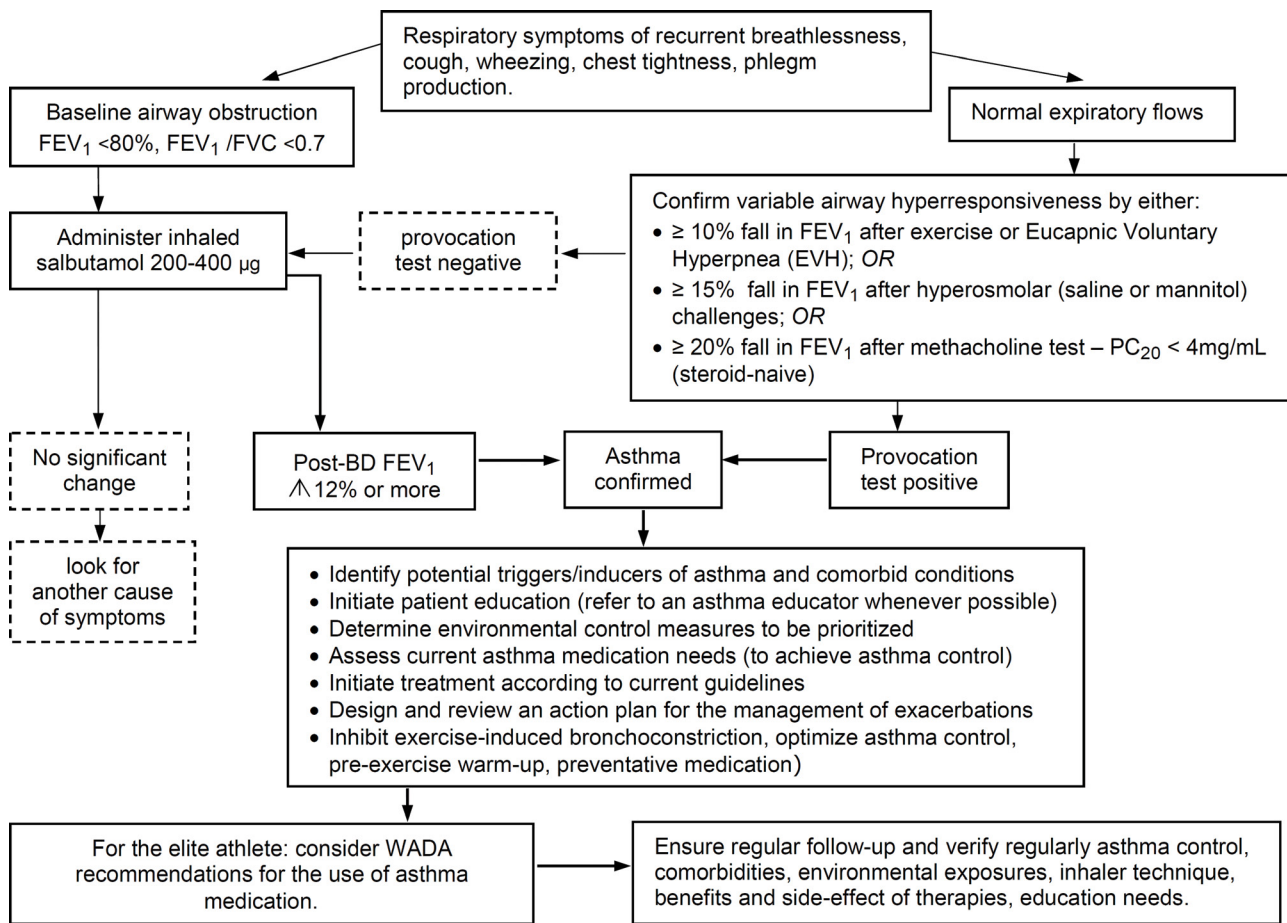 Respiratory symptoms of recurrent breathlessness,
cough, wheezing, chest tightness, phlegm
production.
Baseline airway obstruction
FEV₁ <80%, FEV₁ /FVC <0.7
Normal expiratory flows
Administer inhaled
salbutamol 200-400 µg
provocation
test negative
Confirm variable airway hyperresponsiveness by either:
• ≥ 10% fall in FEV₁ after exercise or Eucapnic Voluntary
Hyperpnea (EVH); OR
• ≥ 15% fall in FEV₁ after hyperosmolar (saline or mannitol)
challenges; OR
• ≥ 20% fall in FEV₁ after methacholine test – PC₂₀ < 4mg/mL
(steroid-naive)
No significant
change
Post-BD FEV₁
⩚ 12% or more
Asthma
confirmed
Provocation
test positive
look for
another cause
of symptoms
• Identify potential triggers/inducers of asthma and comorbid conditions
• Initiate patient education (refer to an asthma educator whenever possible)
• Determine environmental control measures to be prioritized
• Assess current asthma medication needs (to achieve asthma control)
• Initiate treatment according to current guidelines
• Design and review an action plan for the management of exacerbations
• Inhibit exercise-induced bronchoconstriction, optimize asthma control,
pre-exercise warm-up, preventative medication)
For the elite athlete: consider WADA
recommendations for the use of asthma
medication.
Ensure regular follow-up and verify regularly asthma control,
comorbidities, environmental exposures, inhaler technique,
benefits and side-effect of therapies, education needs.